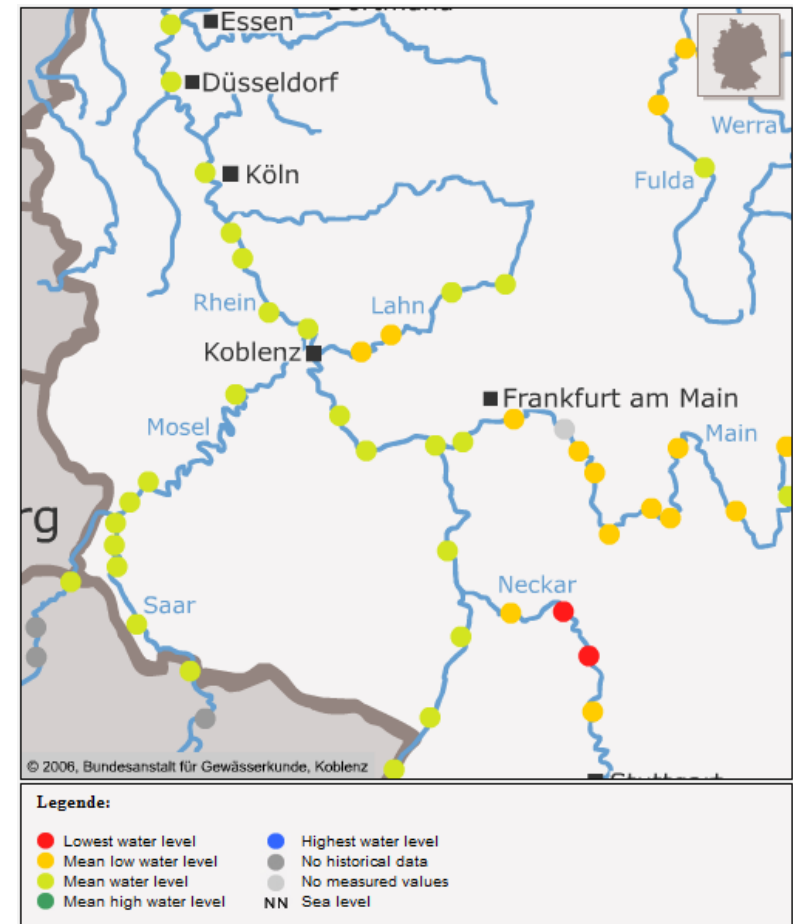 Essen
Düsseldorf
Werra
Köln
Fulda
Rhein
Lahn
Koblenz
Frankfurt am Main
Mosel
Main
rg
Neckar
Saar
© 2006, Bundesanstalt für Gewässerkunde, Koblenz
Legende:
Lowest water level
Highest water level
Mean low water level
No historical data
Mean water level
No measured values
Mean high water level
NN Sea level